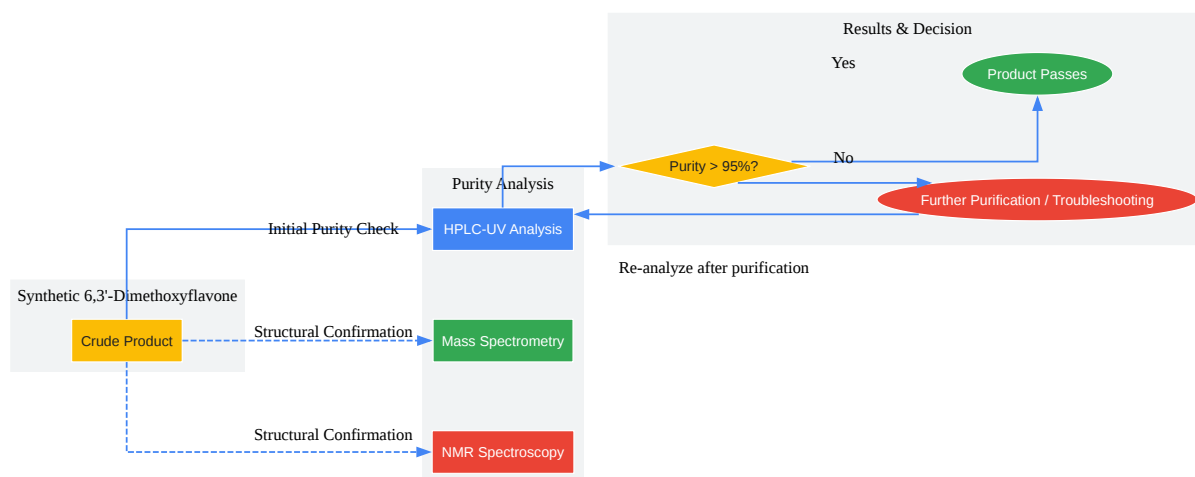 Results & Decision
Yes
Product Passes
Purity > 95%?
No
Further Purification / Troubleshooting
Purity Analysis
HPLC-UV Analysis
Initial Purity Check
Re-analyze after purification
Synthetic 6,3'-Dimethoxyflavone
Crude Product
Structural Confirmation
Mass Spectrometry
Structural Confirmation
NMR Spectroscopy